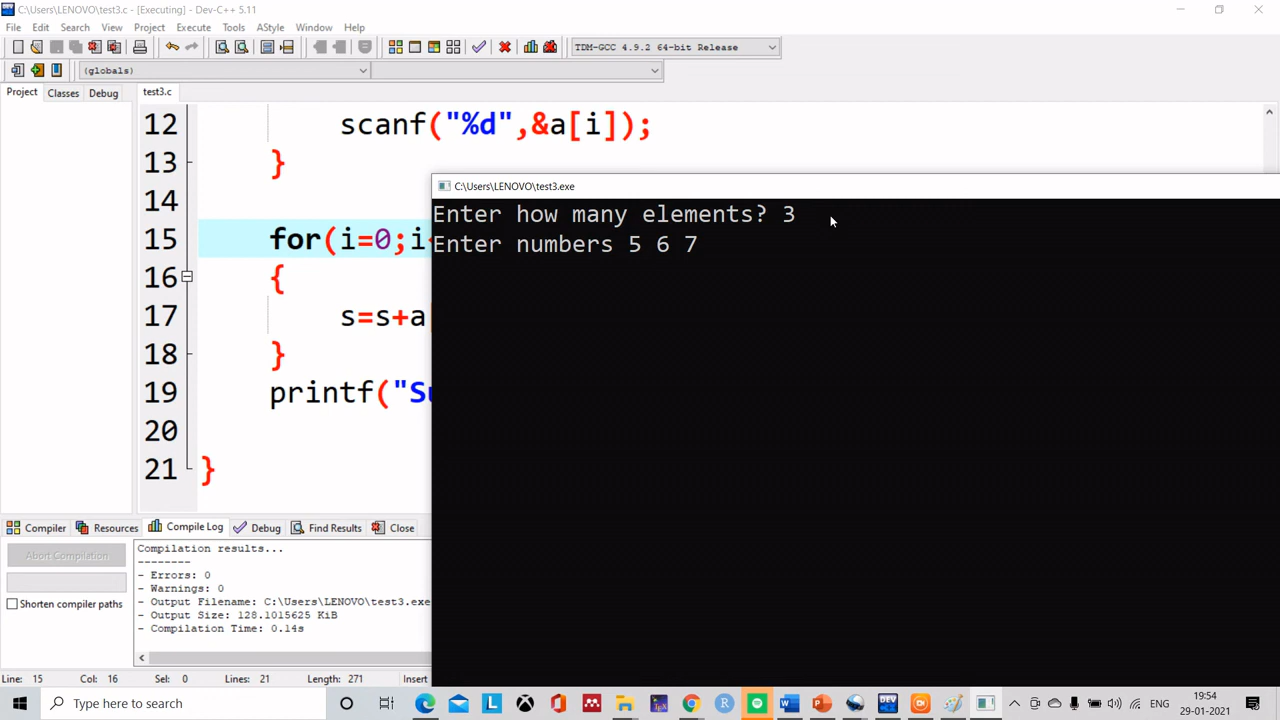 C:\Users\LENOVO\test3.c - [Executing] - Dev-C++ 5.11
File Edit Search View Project Execute Tools AStyle Window Help
TDM-GCC 4.9.2 64-bit Release
(globals)
Project Classes Debug
test3.c
12 scanf("%d",&a[i]);
13 }
14
15 for(i=0;i
16 {
17 s=s+a
18 }
19 printf("Su
20
21 }
C:\Users\LENOVO\test3.exe
Enter how many elements? 3
Enter numbers 5 6 7
Compiler Resources Compile Log Debug Find Results Close
Abort Compilation
Shorten compiler paths
Compilation results...
--------
- Errors: 0
- Warnings: 0
- Output Filename: C:\Users\LENOVO\test3.exe
- Output Size: 128.1015625 KiB
- Compilation Time: 0.14s
Line: 15 Col: 16 Sel: 0 Lines: 21 Length: 271 Insert
Type here to search
ENG
19:54
29-01-2021